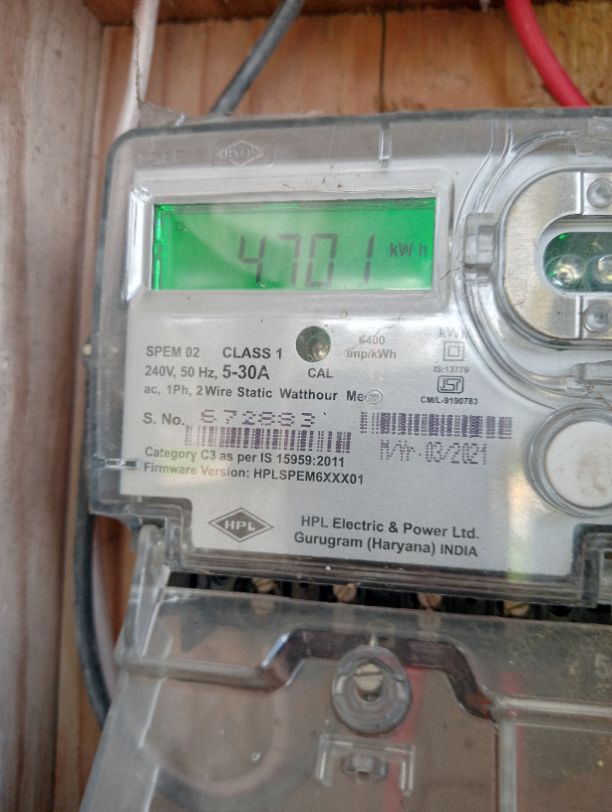 4701 kWh
SPEM 02 CLASS 1
6400 imp/kWh
240V, 50 Hz, 5-30A
CAL
IS:13779
CM/L-9190783
ac, 1Ph, 2 Wire Static Watthour
S. No. 672883
M/Yr. 03/2021
Category C3 as per IS 15959:2011
Firmware Version: HPLSPEM6XXX01
HPL
HPL Electric & Power Ltd.
Gurugram (Haryana) INDIA